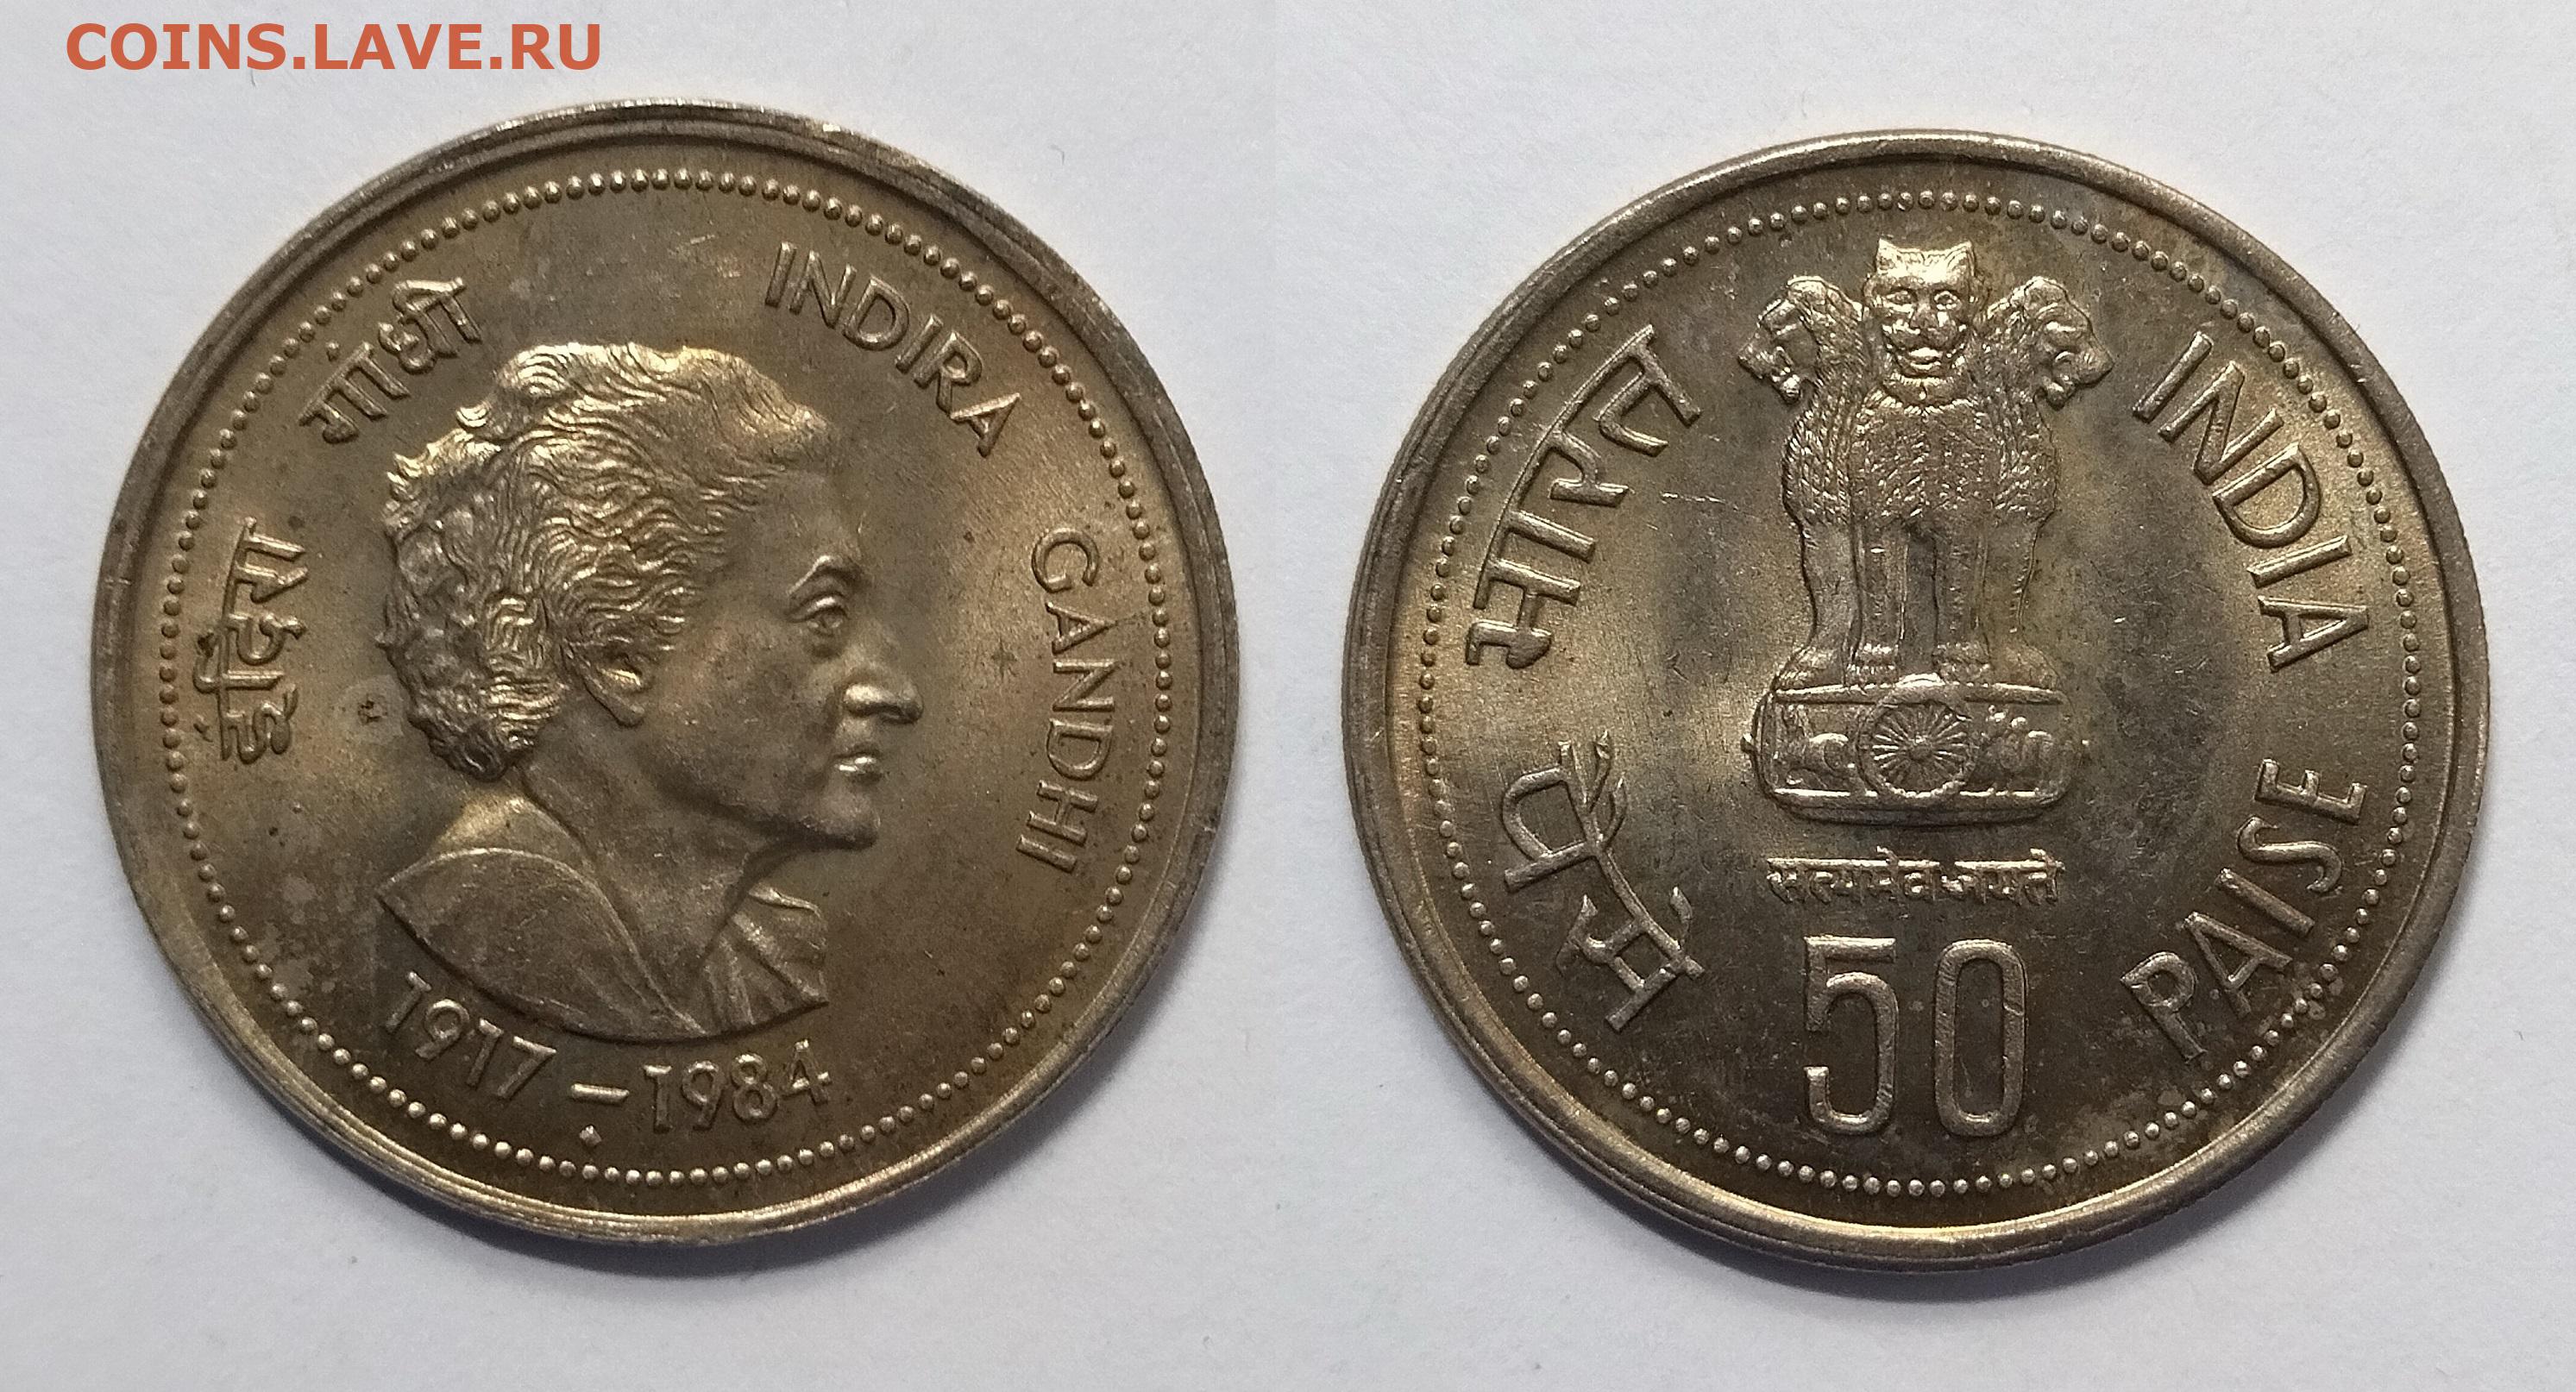 COINS.LAVE.RU
इंदिरा गांधी
INDIRA GANDHI
1917 - 1984
भारत
INDIA
सत्यमेव जयते
पैसे
50
PAISE